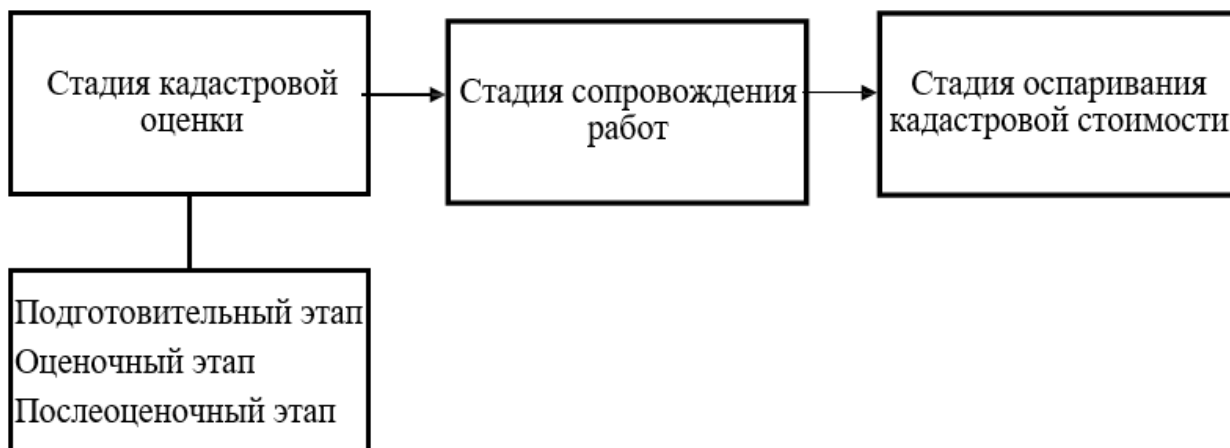 Стадия кадастровой
оценки
Стадия сопровождения
работ
Стадия оспаривания
кадастровой стоимости
Подготовительный этап
Оценочный этап
Послеоценочный этап